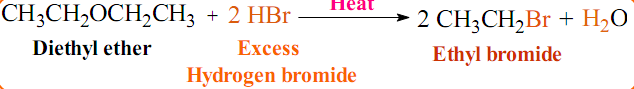 Heat
CH₃CH₂OCH₂CH₃ + 2 HBr → 2 CH₃CH₂Br + H₂O
Diethyl ether Excess Ethyl bromide
Hydrogen bromide